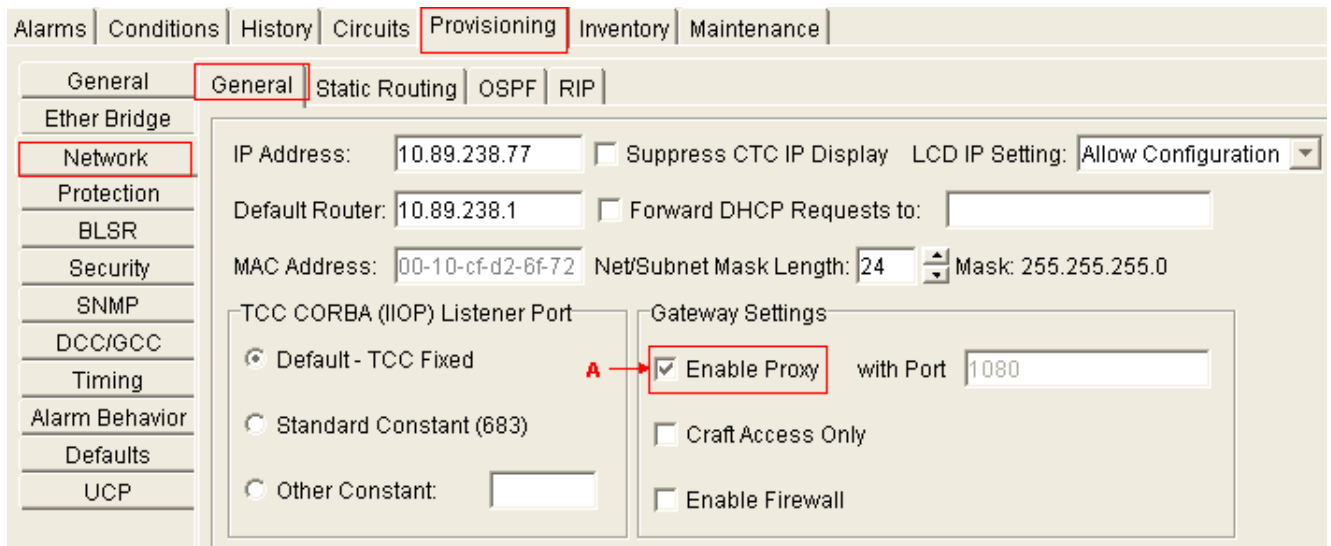 Alarms Conditions History Circuits Provisioning Inventory Maintenance
General
Ether Bridge
Network
Protection
BLSR
Security
SNMP
DCC/GCC
Timing
Alarm Behavior
Defaults
UCP
General Static Routing OSPF RIP
IP Address: 10.89.238.77 Suppress CTC IP Display LCD IP Setting: Allow Configuration
Default Router: 10.89.238.1 Forward DHCP Requests to:
MAC Address: 00-10-cf-d2-6f-72 Net/Subnet Mask Length: 24 Mask: 255.255.255.0
TCC CORBA (IIOP) Listener Port
Default - TCC Fixed
Standard Constant (683)
Other Constant:
Gateway Settings
A Enable Proxy with Port 1080
Craft Access Only
Enable Firewall